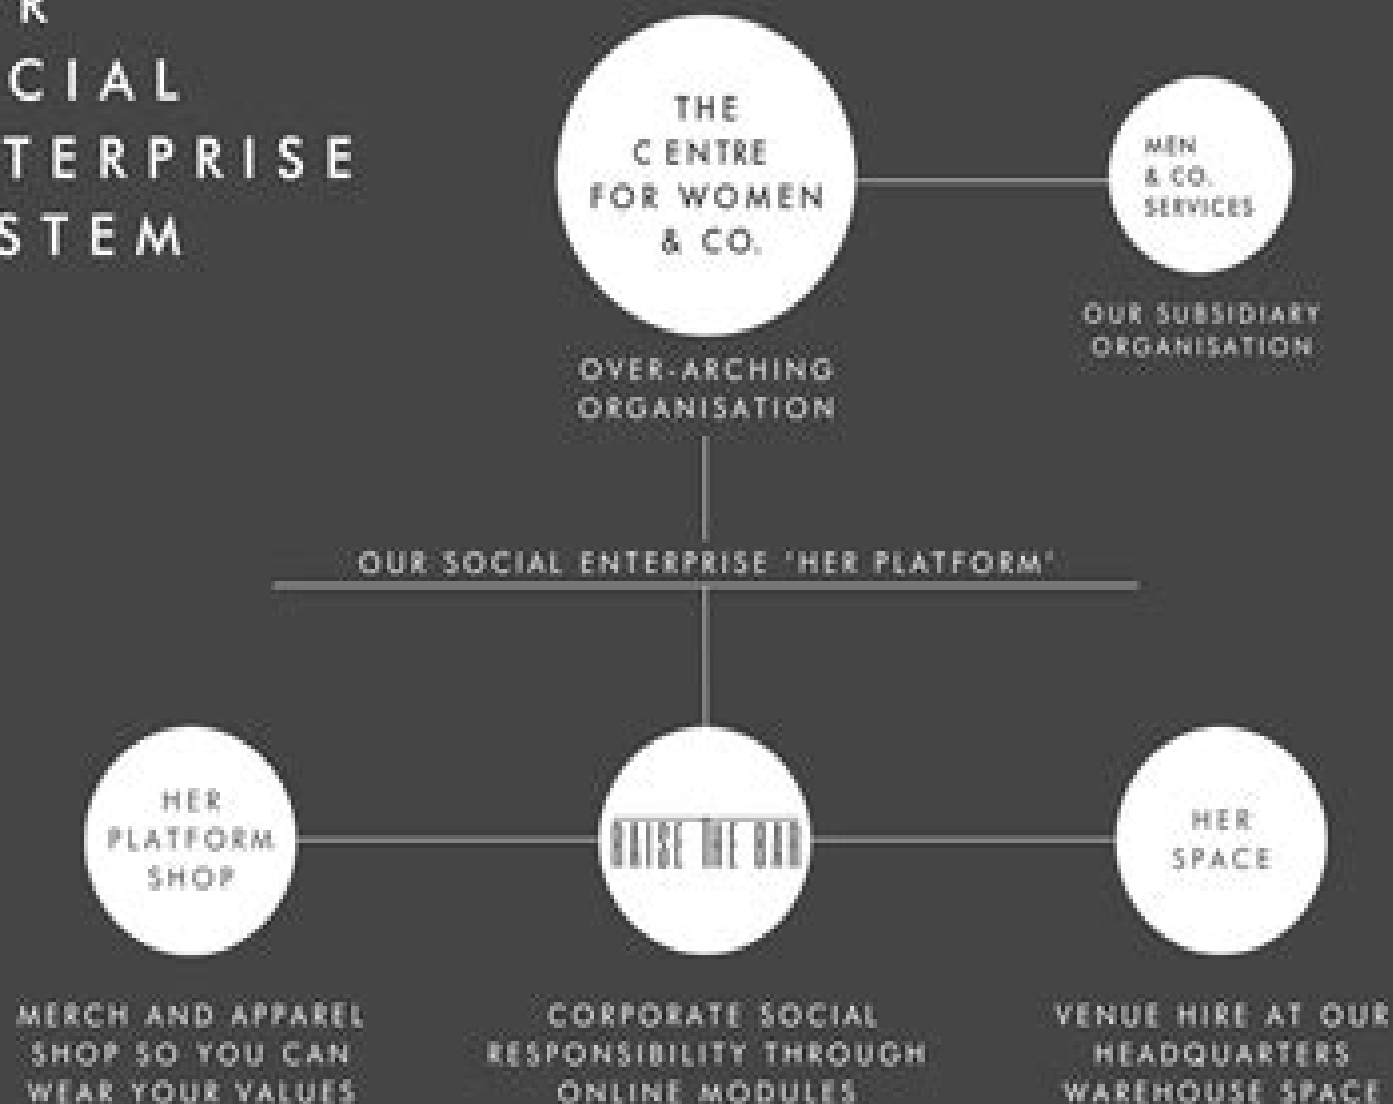 R
CIAL
TERPRISE
STEM
THE
CENTRE
FOR WOMEN
& CO.
OVER-ARCHING
ORGANISATION
MEN
& CO.
SERVICES
OUR SUBSIDIARY
ORGANISATION
OUR SOCIAL ENTERPRISE 'HER PLATFORM'
HER
PLATFORM
SHOP
MERCH AND APPAREL
SHOP SO YOU CAN
WEAR YOUR VALUES
RAISE THE BAR
CORPORATE SOCIAL
RESPONSIBILITY THROUGH
ONLINE MODULES
HER
SPACE
VENUE HIRE AT OUR
HEADQUARTERS
WAREHOUSE SPACE